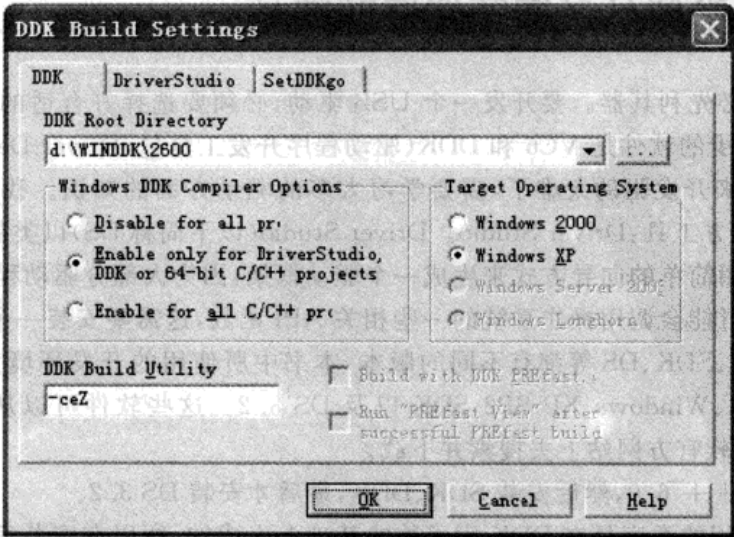 DDK Build Settings
DDK
DriverStudio
SetDDKgo
DDK Root Directory
d:\WINDDK\2600
...
Windows DDK Compiler Options
Disable for all pr
Enable only for DriverStudio,
DDK or 64-bit C/C++ projects
Enable for all C/C++ pr
Target Operating System
Windows 2000
Windows XP
Windows Server
Windows Longhorn
DDK Build Utility
-ceZ
Build with DDK PREfast
Run "PREfast View" after
successful PREfast build
OK
Cancel
Help